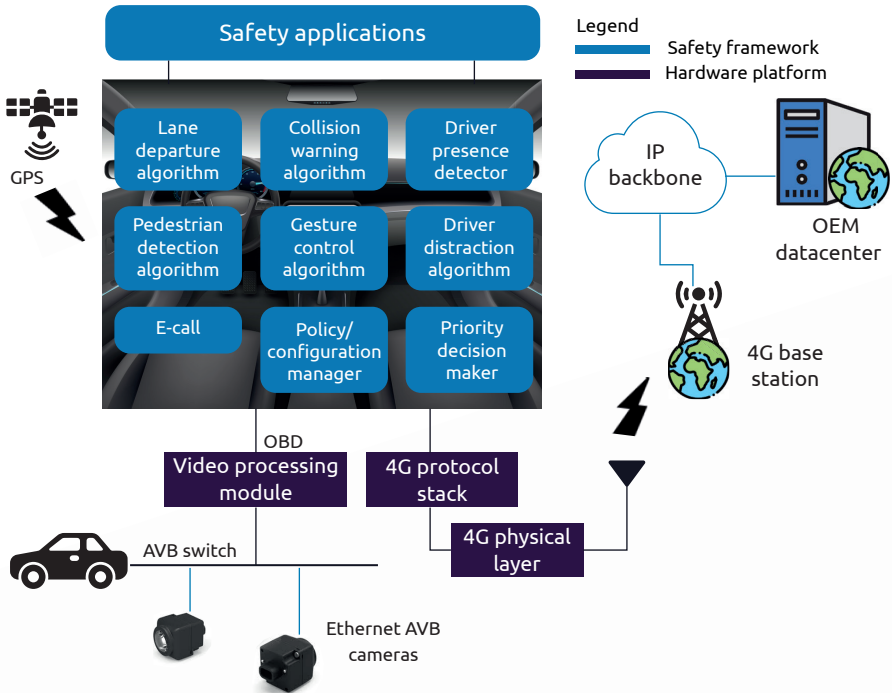 Safety applications
Legend
Safety framework
Hardware platform
GPS
Lane
departure
algorithm
Collision
warning
algorithm
Driver
presence
detector
Pedestrian
detection
algorithm
Gesture
control
algorithm
Driver
distraction
algorithm
E-call
Policy/
configuration
manager
Priority
decision
maker
IP
backbone
OEM
datacenter
4G base
station
OBD
Video processing
module
4G protocol
stack
4G physical
layer
AVB switch
Ethernet AVB
cameras